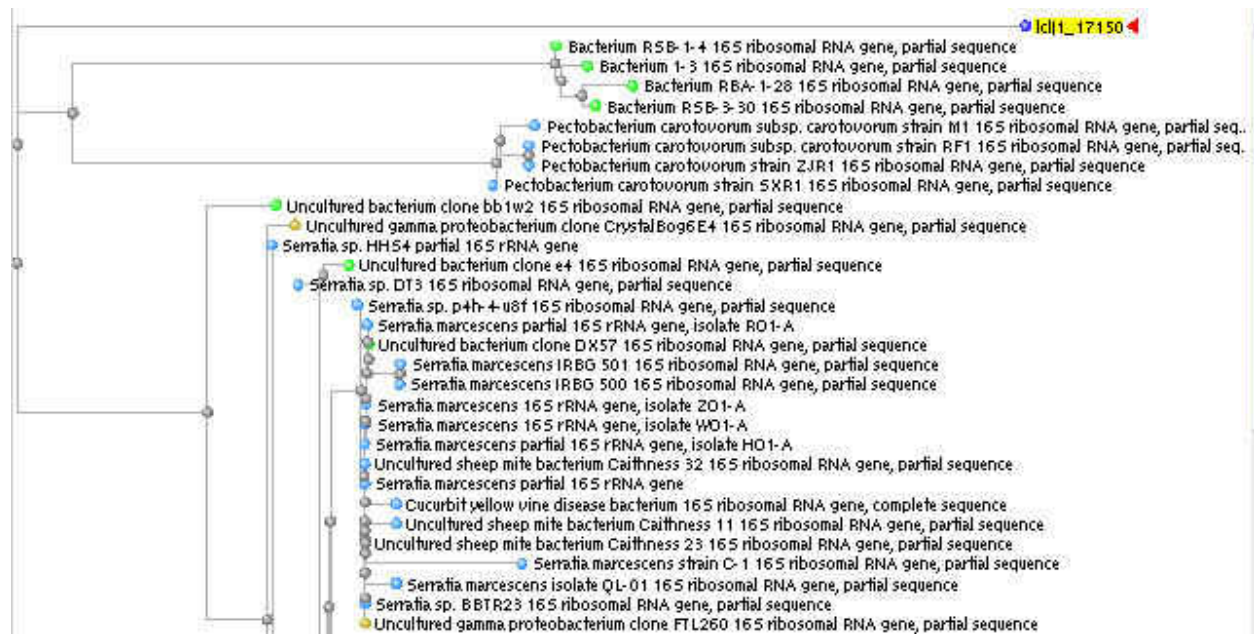 lcl|1_17150
Bacterium RSB-1-4 16S ribosomal RNA gene, partial sequence
Bacterium 1-3 16S ribosomal RNA gene, partial sequence
Bacterium RBA-1-28 16S ribosomal RNA gene, partial sequence
Bacterium RSB-3-30 16S ribosomal RNA gene, partial sequence
Pectobacterium carotovorum subsp. carotovorum strain M1 16S ribosomal RNA gene, partial seq...
Pectobacterium carotovorum subsp. carotovorum strain RF1 16S ribosomal RNA gene, partial seq...
Pectobacterium carotovorum strain ZJR1 16S ribosomal RNA gene, partial sequence
Pectobacterium carotovorum strain SXR1 16S ribosomal RNA gene, partial sequence
Uncultured bacterium clone bb1w2 16S ribosomal RNA gene, partial sequence
Uncultured gamma proteobacterium clone CrystalBog6E4 16S ribosomal RNA gene, partial sequence
Serratia sp. HHS4 partial 16S rRNA gene
Uncultured bacterium clone e4 16S ribosomal RNA gene, partial sequence
Serratia sp. DT3 16S ribosomal RNA gene, partial sequence
Serratia sp. p4h-4-u8f 16S ribosomal RNA gene, partial sequence
Serratia marcescens partial 16S rRNA gene, isolate RO1-A
Uncultured bacterium clone DX57 16S ribosomal RNA gene, partial sequence
Serratia marcescens IRBG 501 16S ribosomal RNA gene, partial sequence
Serratia marcescens IRBG 500 16S ribosomal RNA gene, partial sequence
Serratia marcescens 16S rRNA gene, isolate ZO1-A
Serratia marcescens 16S rRNA gene, isolate WO1-A
Serratia marcescens partial 16S rRNA gene, isolate HO1-A
Uncultured sheep mite bacterium Caithness 32 16S ribosomal RNA gene, partial sequence
Serratia marcescens partial 16S rRNA gene
Cucurbit yellow vine disease bacterium 16S ribosomal RNA gene, complete sequence
Uncultured sheep mite bacterium Caithness 11 16S ribosomal RNA gene, partial sequence
Uncultured sheep mite bacterium Caithness 23 16S ribosomal RNA gene, partial sequence
Serratia marcescens strain C-1 16S ribosomal RNA gene, partial sequence
Serratia marcescens isolate QL-01 16S ribosomal RNA gene, partial sequence
Serratia sp. BBTR23 16S ribosomal RNA gene, partial sequence
Uncultured gamma proteobacterium clone FTL260 16S ribosomal RNA gene, partial sequence